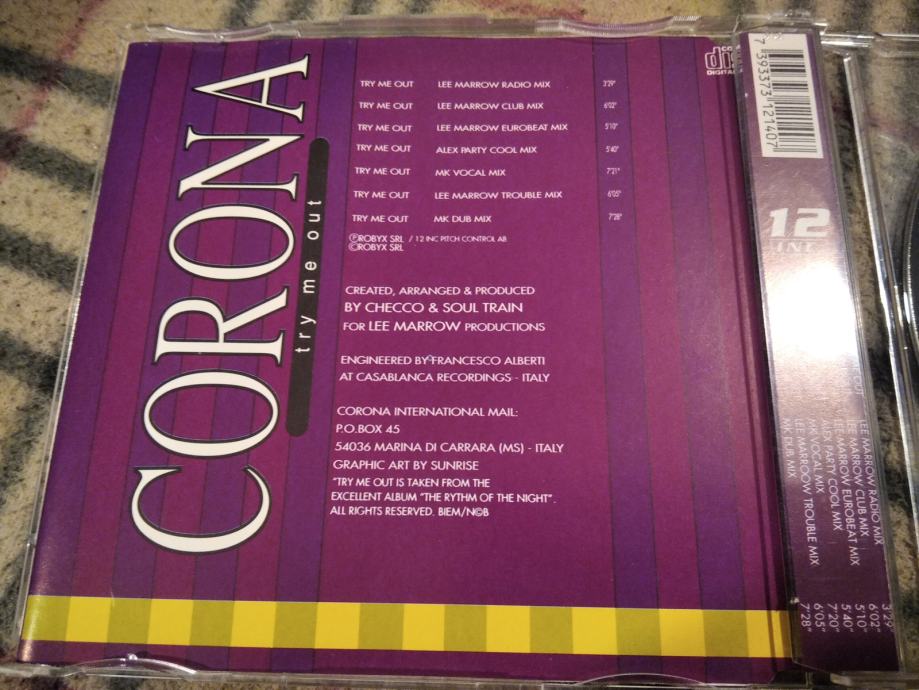 CORONA
try me out
TRY ME OUT LEE MARROW RADIO MIX 3'29"
TRY ME OUT LEE MARROW CLUB MIX 6'02"
TRY ME OUT LEE MARROW EUROBEAT MIX 5'10"
TRY ME OUT ALEX PARTY COOL MIX 5'40"
TRY ME OUT MK VOCAL MIX 7'21"
TRY ME OUT LEE MARROW TROUBLE MIX 6'05"
TRY ME OUT MK DUB MIX 7'28"
ⓅROBYX SRL / 12 INC PITCH CONTROL AB
©ROBYX SRL
CREATED, ARRANGED & PRODUCED
BY CHECCO & SOUL TRAIN
FOR LEE MARROW PRODUCTIONS
ENGINEERED BY FRANCESCO ALBERTI
AT CASABLANCA RECORDINGS - ITALY
CORONA INTERNATIONAL MAIL:
P.O.BOX 45
54036 MARINA DI CARRARA (MS) - ITALY
GRAPHIC ART BY SUNRISE
"TRY ME OUT IS TAKEN FROM THE
EXCELLENT ALBUM "THE RYTHM OF THE NIGHT".
ALL RIGHTS RESERVED. BIEM/N©B
DIGITAL
7 393373 121407
12
INC
LEE MARROW RADIO MIX 3'29"
LEE MARROW CLUB MIX 6'02"
LEE MARROW EUROBEAT MIX 5'10"
ALEX PARTY COOL MIX 5'40"
MK VOCAL MIX 7'20"
LEE MARROOW TROUBLE MIX 6'05"
MK DUB MIX 7'28"